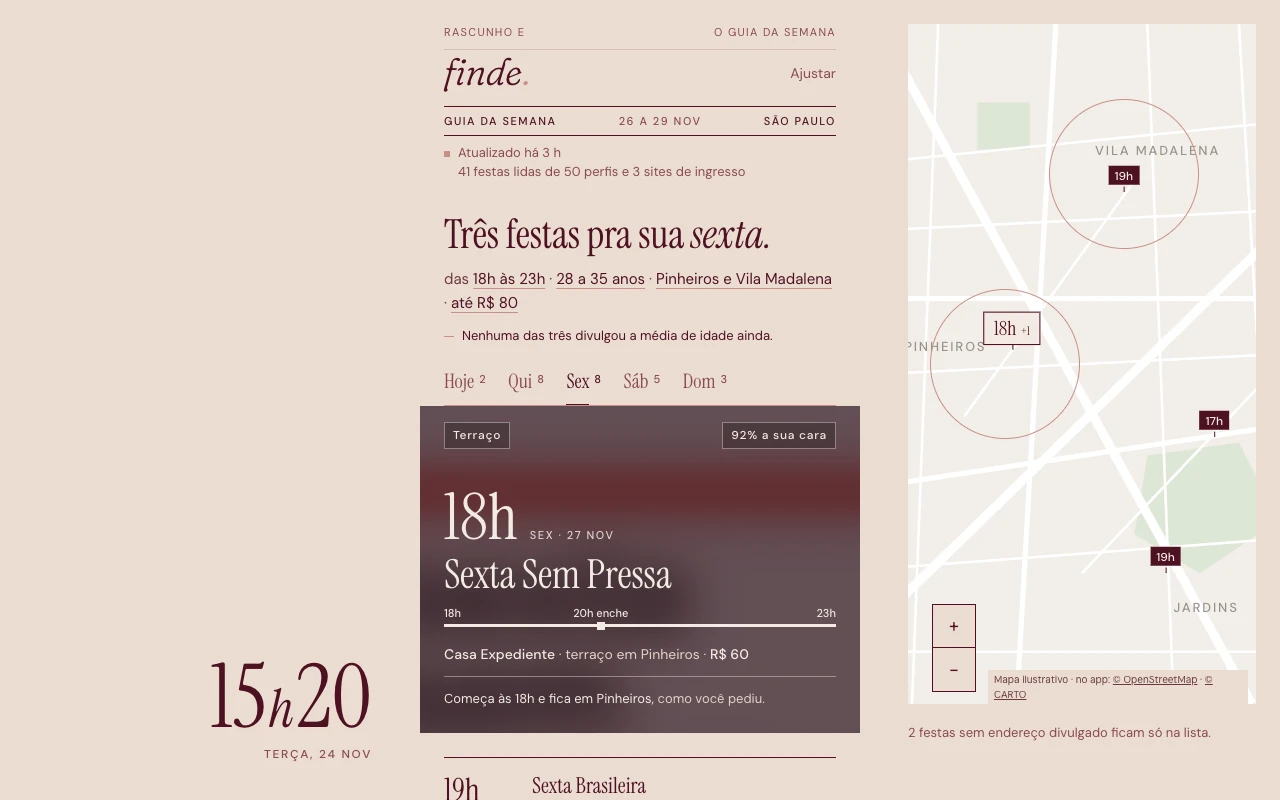 RASCUNHO E
O GUIA DA SEMANA
finde.
Ajustar
GUIA DA SEMANA
26 A 29 NOV
SÃO PAULO
Atualizado há 3 h
41 festas lidas de 50 perfis e 3 sites de ingresso
Três festas pra sua sexta.
das 18h às 23h · 28 a 35 anos · Pinheiros e Vila Madalena
· até R$ 80
— Nenhuma das três divulgou a média de idade ainda.
Hoje 2
Qui 8
Sex 8
Sáb 5
Dom 3
Terraço
92% a sua cara
18h SEX · 27 NOV
Sexta Sem Pressa
18h
20h enche
23h
Casa Expediente · terraço em Pinheiros · R$ 60
Começa às 18h e fica em Pinheiros, como você pediu.
19h
Sexta Brasileira
15h20
TERÇA, 24 NOV
VILA MADALENA
19h
18h +1
PINHEIROS
17h
19h
JARDINS
+
−
Mapa ilustrativo · no app: © OpenStreetMap · ©
CARTO
2 festas sem endereço divulgado ficam só na lista.